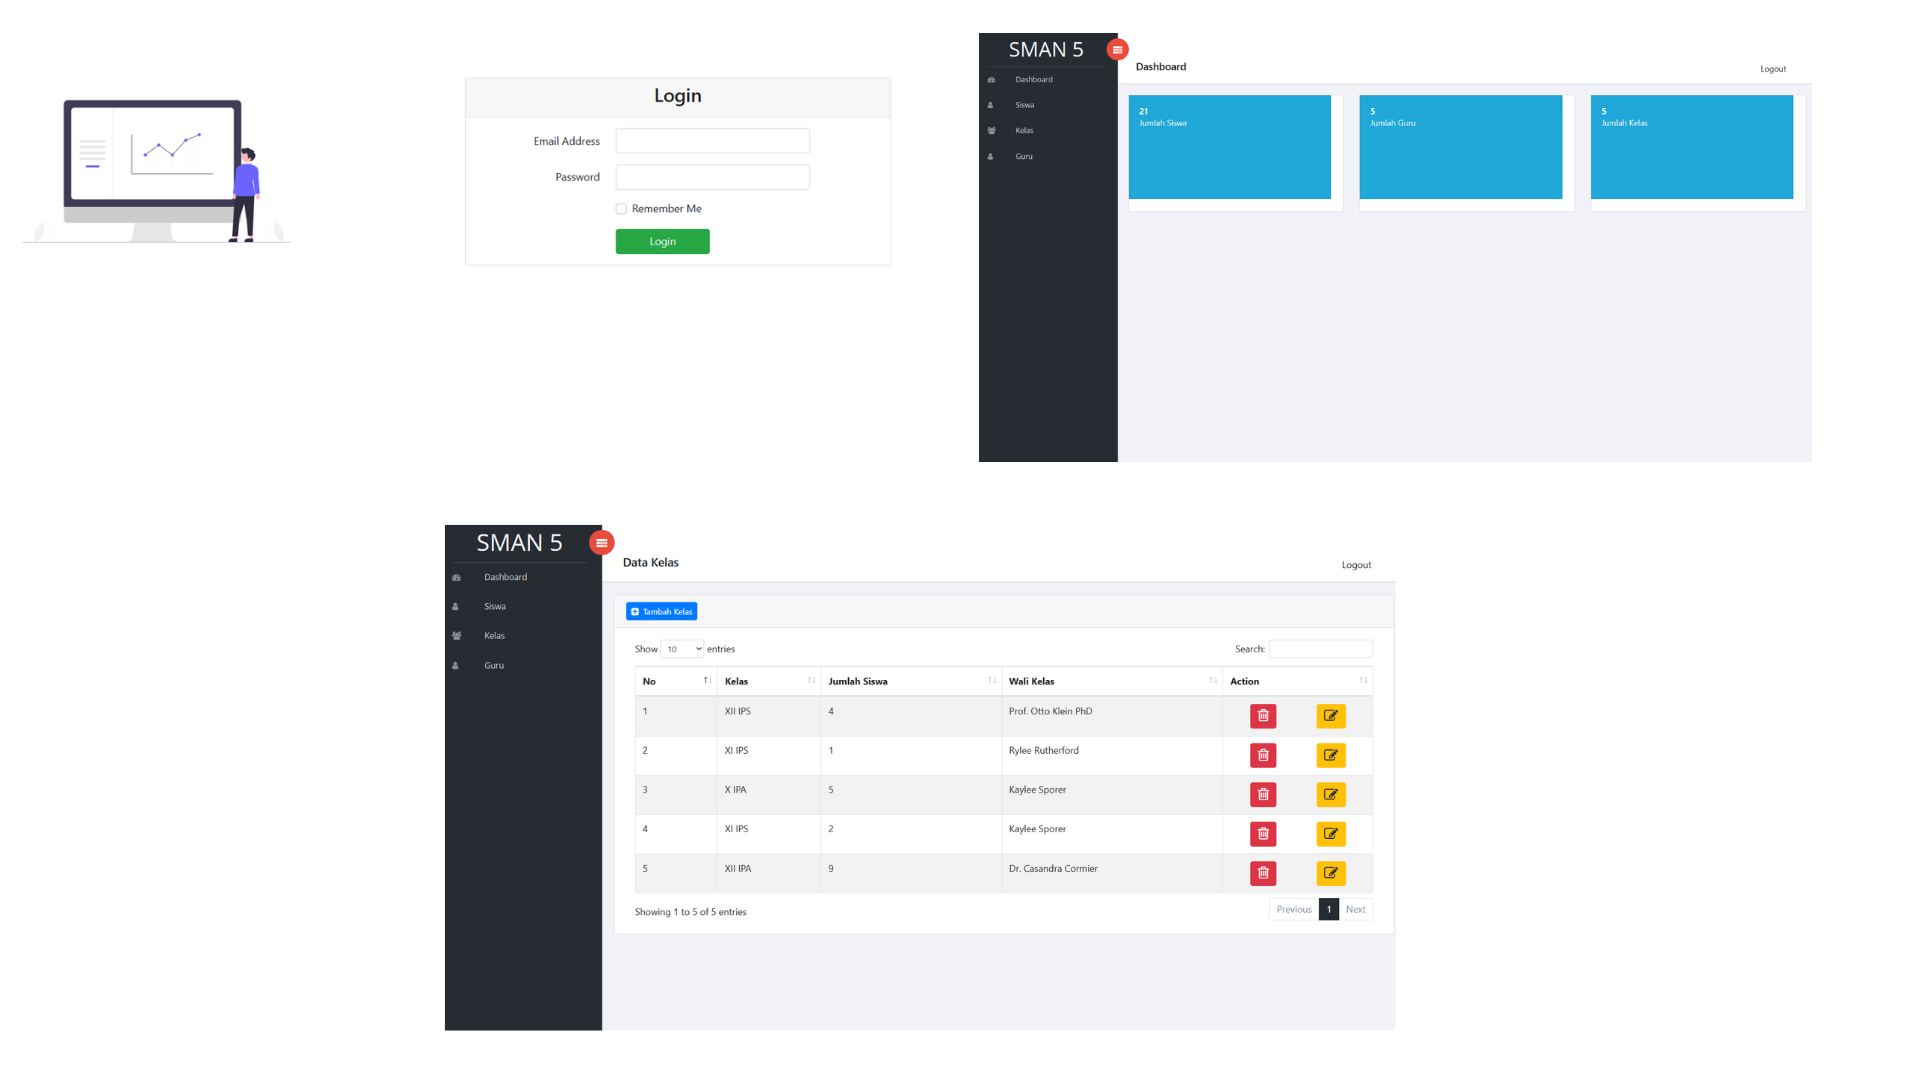 Login
Email Address
Password
Remember Me
Login
SMAN 5
Dashboard
Siswa
Kelas
Guru
Dashboard
Logout
21
Jumlah Siswa
5
Jumlah Guru
5
Jumlah Kelas
SMAN 5
Dashboard
Siswa
Kelas
Guru
Data Kelas
Logout
Tambah Kelas
Show 10 entries
Search:
No Kelas Jumlah Siswa Wali Kelas Action
1 XII IPS 4 Prof. Otto Klein PhD
2 XI IPS 1 Rylee Rutherford
3 X IPA 5 Kaylee Sporer
4 XI IPS 2 Kaylee Sporer
5 XII IPA 9 Dr. Casandra Cormier
Showing 1 to 5 of 5 entries
Previous 1 Next